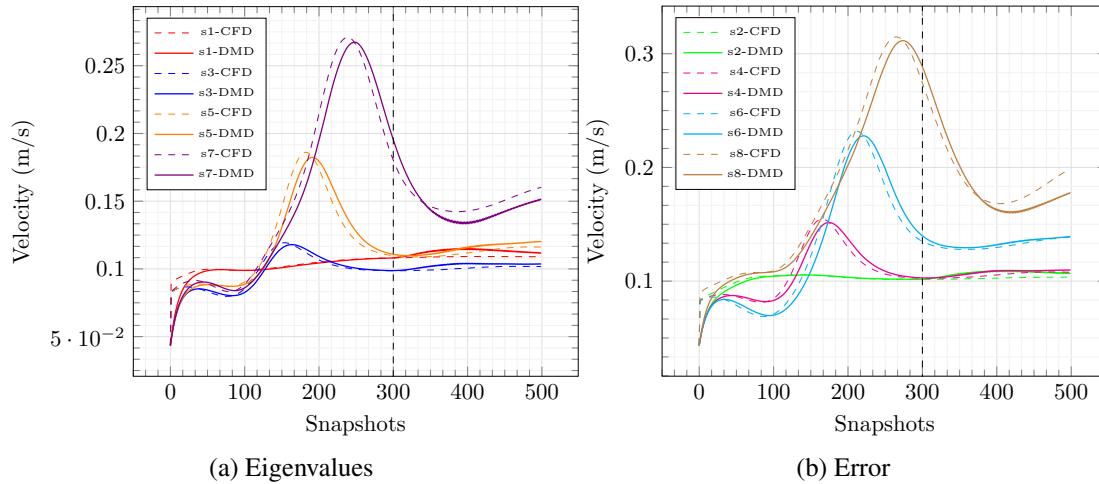 s1-CFD
s1-DMD
s3-CFD
s3-DMD
s5-CFD
s5-DMD
s7-CFD
s7-DMD
0.25
0.2
0.15
0.1
5 · 10⁻²
Velocity (m/s)
0 100 200 300 400 500
Snapshots
(a) Eigenvalues
s2-CFD
s2-DMD
s4-CFD
s4-DMD
s6-CFD
s6-DMD
s8-CFD
s8-DMD
0.3
0.2
0.1
Velocity (m/s)
0 100 200 300 400 500
Snapshots
(b) Error